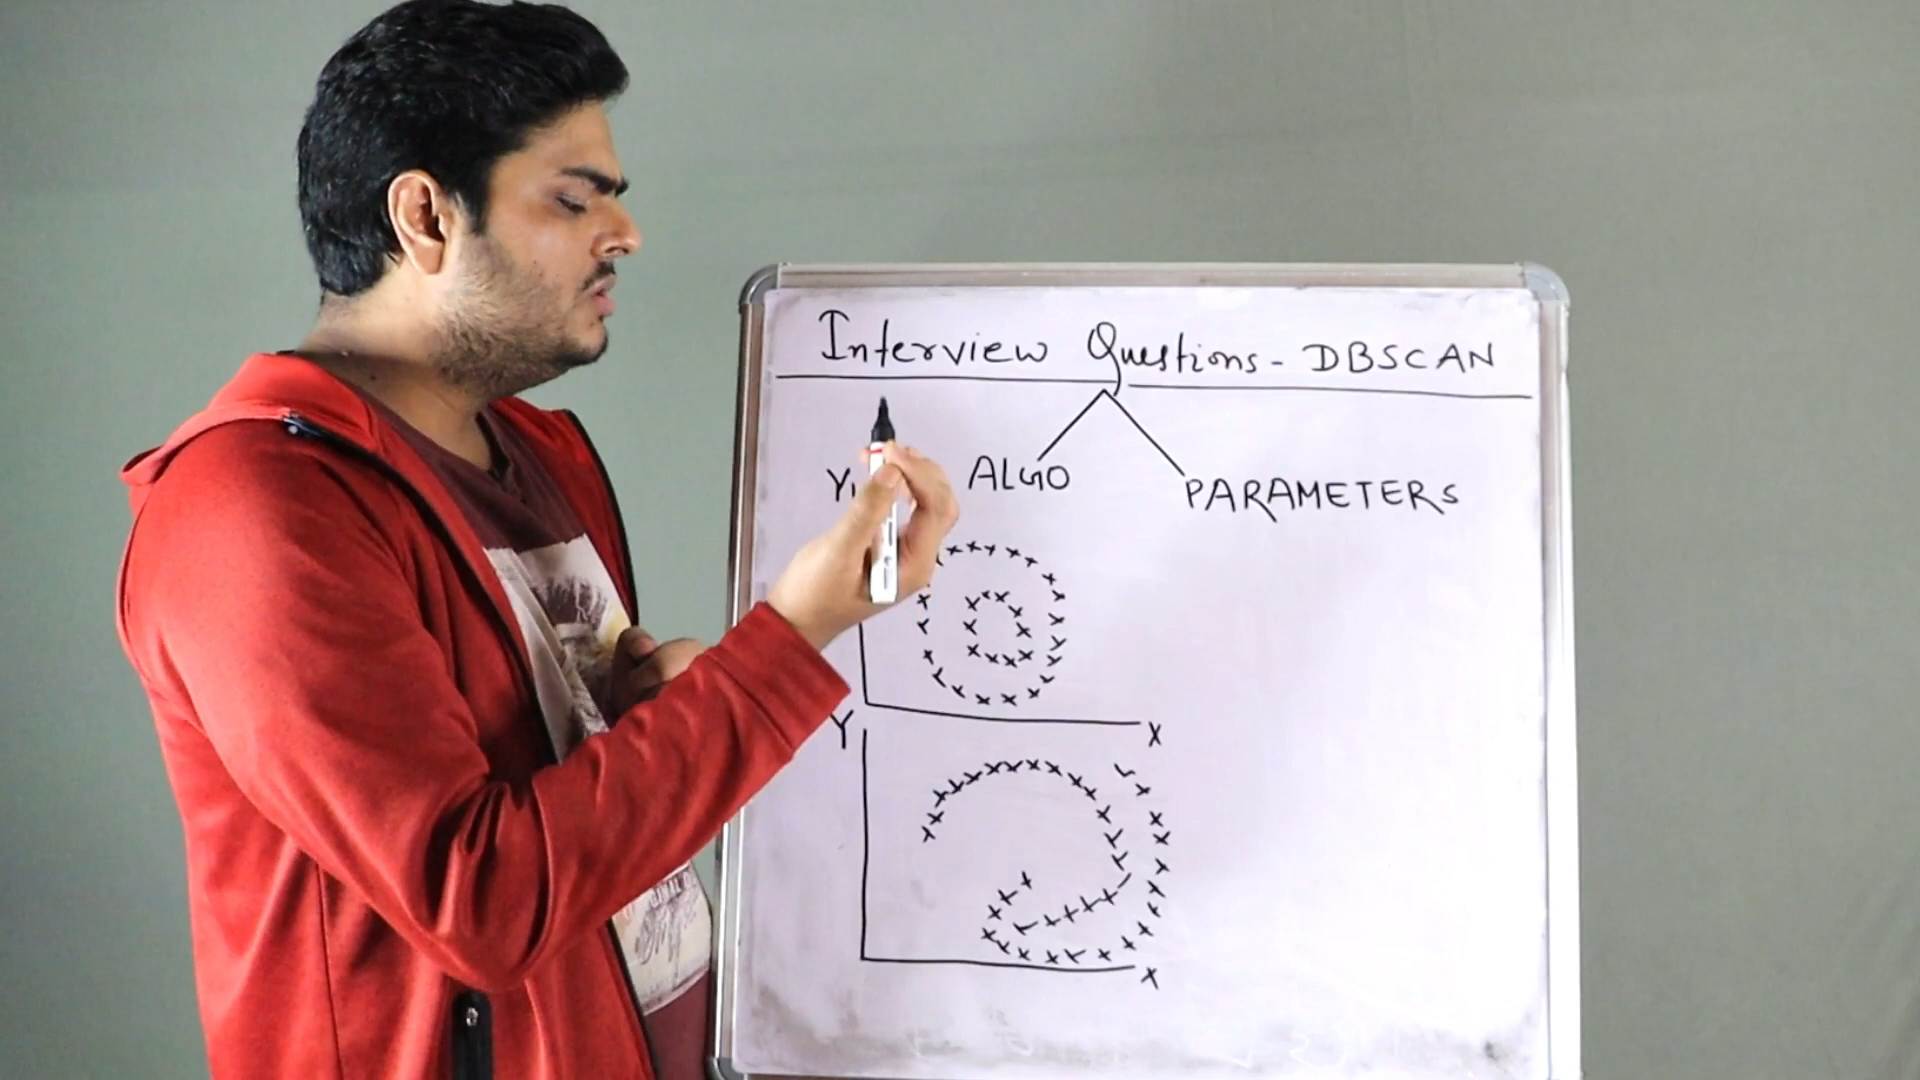 Interview Questions - DBSCAN
ALGO
PARAMETERS
Y
X
Y
X